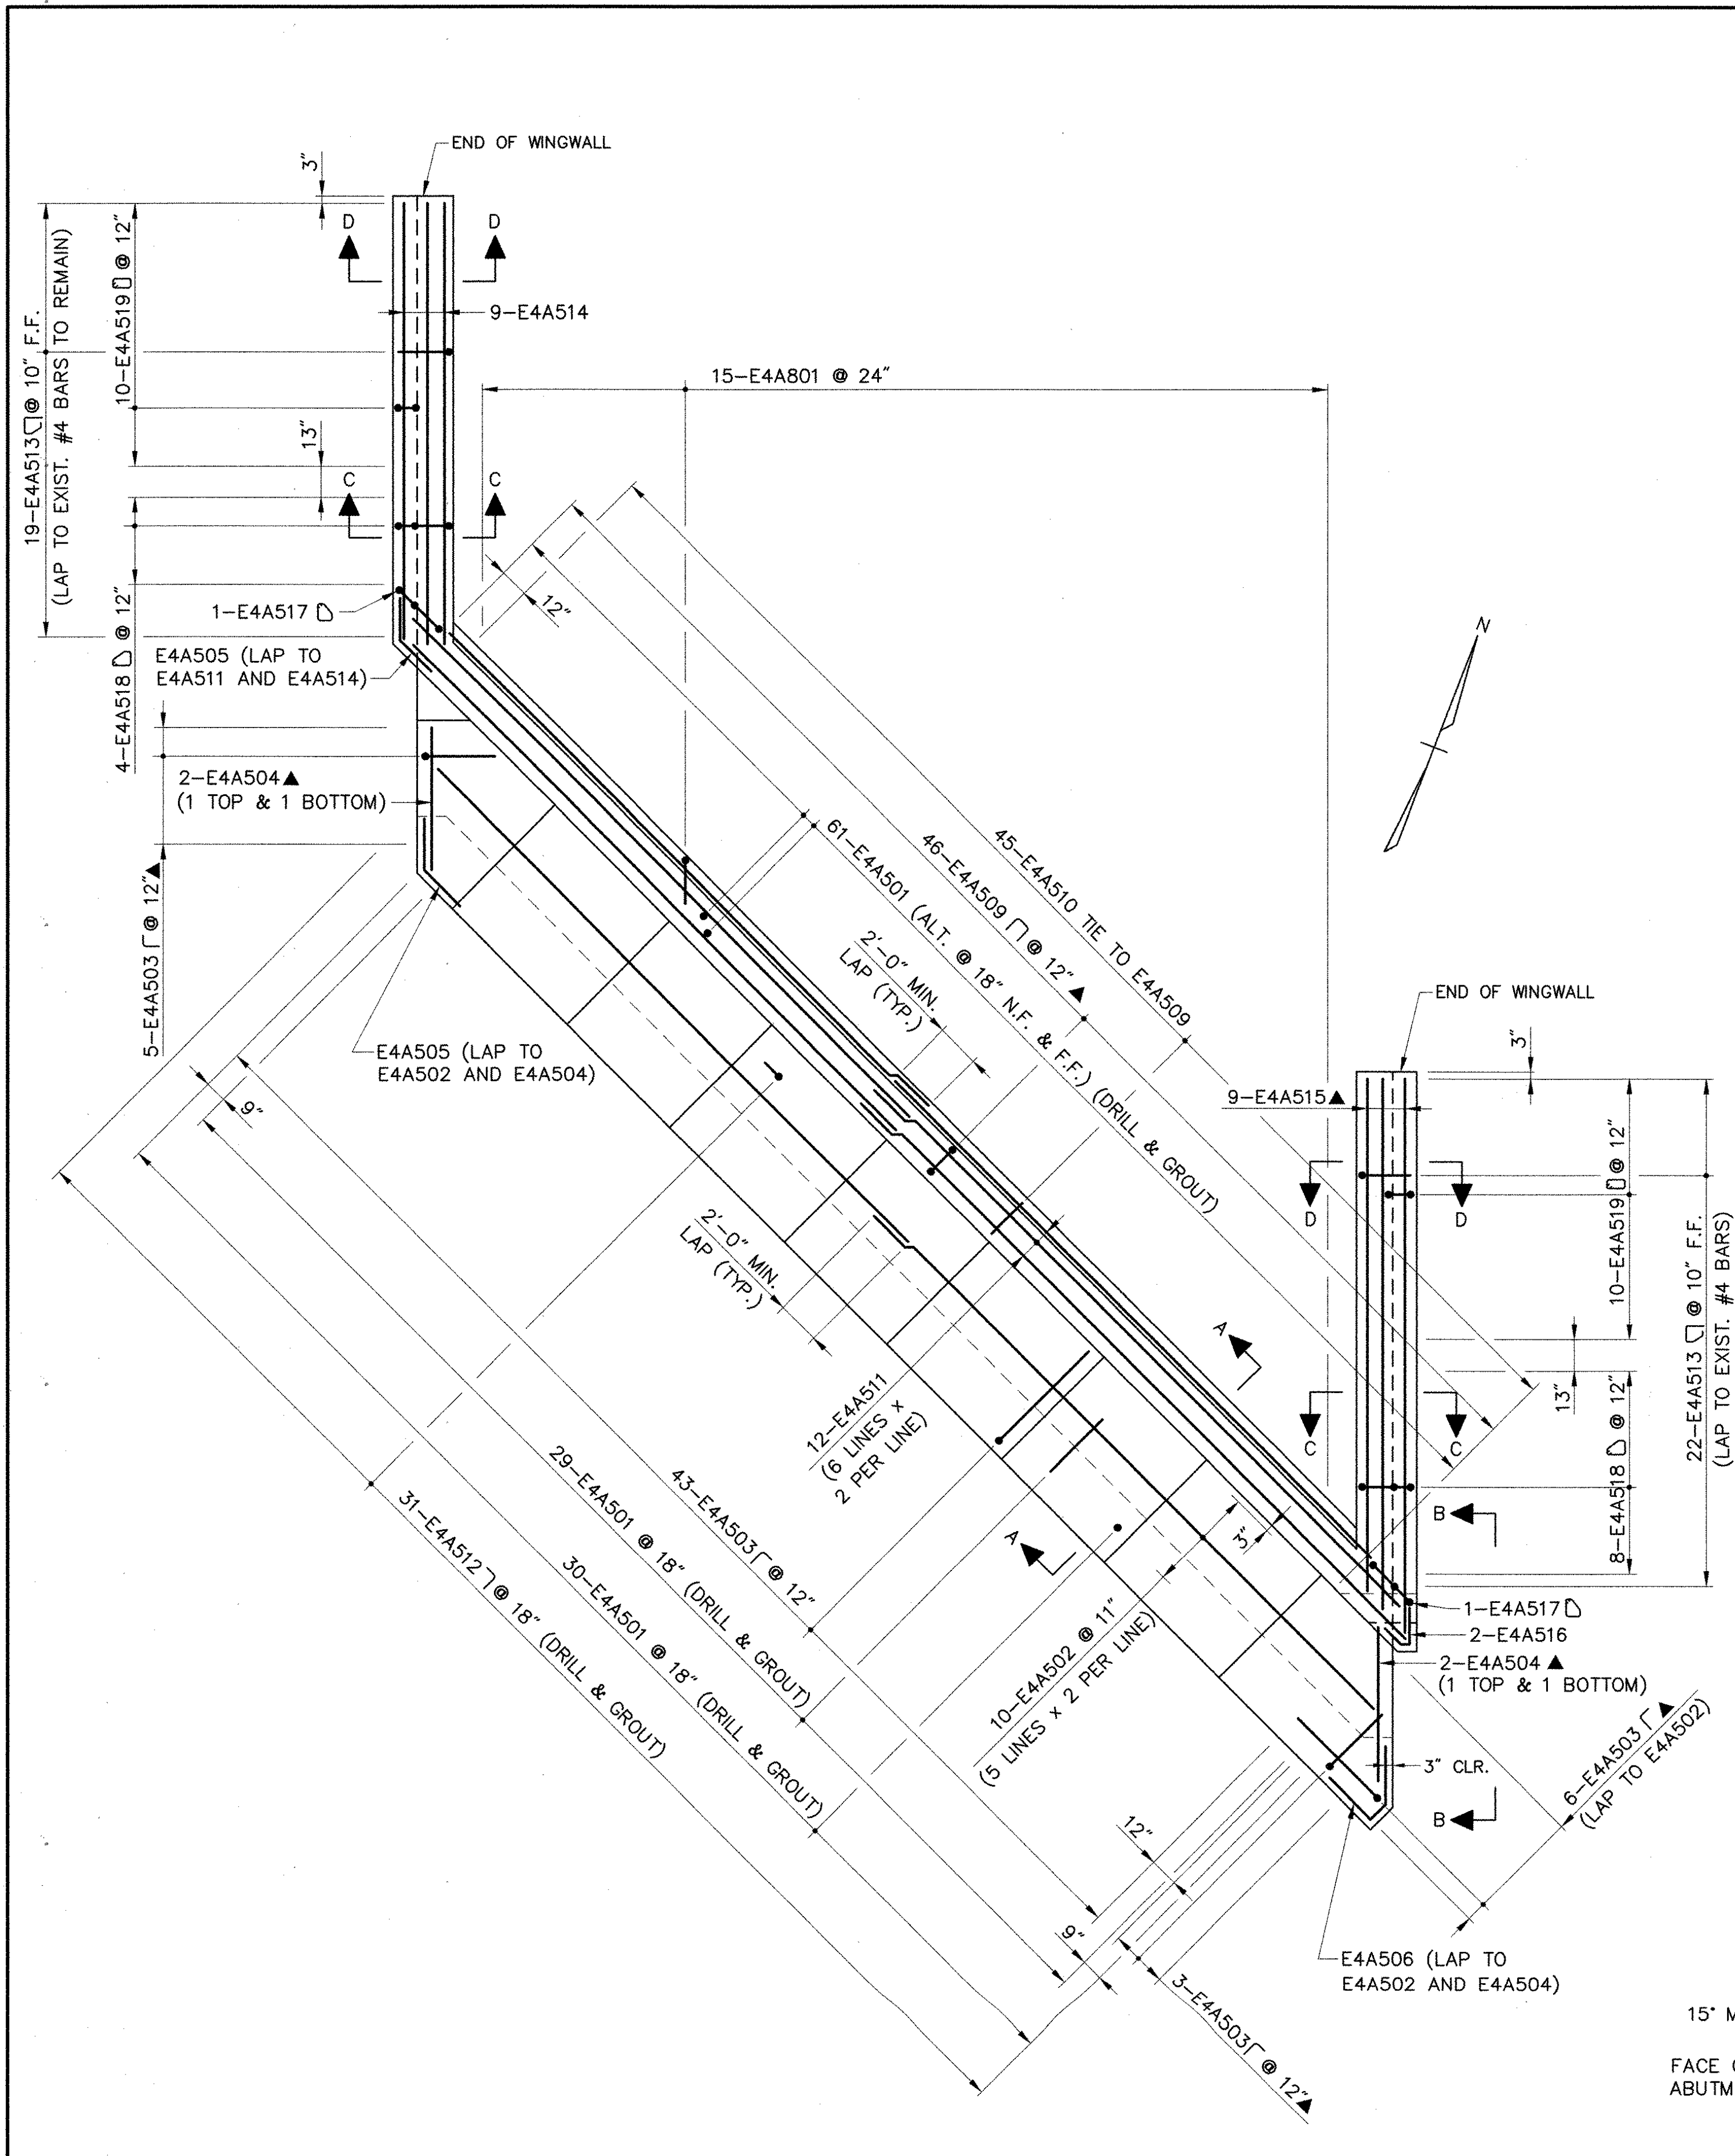 END OF WINGWALL
3"
D
D
19-E4A513 @ 10" F.F.
(LAP TO EXIST. #4 BARS TO REMAIN)
10-E4A519 @ 12"
9-E4A514
15-E4A801 @ 24"
13"
C
C
12"
1-E4A517
4-E4A518 @ 12"
E4A505 (LAP TO
E4A511 AND E4A514)
N
2-E4A504▲
(1 TOP & 1 BOTTOM)
5-E4A503 @ 12"▲
61-E4A501 (ALT. @ 18" N.F. & F.F.) (DRILL & GROUT)
46-E4A509 @ 12" ▲
45-E4A510 TIE TO E4A509
2'-0" MIN.
LAP (TYP.)
E4A505 (LAP TO
E4A502 AND E4A504)
9"
END OF WINGWALL
3"
9-E4A515▲
D
D
10-E4A519 @ 12"
22-E4A513 @ 10" F.F.
(LAP TO EXIST. #4 BARS)
2'-0" MIN.
LAP (TYP.)
A
13"
C
C
12-E4A511
(6 LINES x
2 PER LINE)
8-E4A518 @ 12"
B
3"
A
43-E4A503 @ 12"
29-E4A501 @ 18" (DRILL & GROUT)
30-E4A501 @ 18" (DRILL & GROUT)
31-E4A512 @ 18" (DRILL & GROUT)
10-E4A502 @ 11"
(5 LINES x 2 PER LINE)
1-E4A517
2-E4A516
2-E4A504 ▲
(1 TOP & 1 BOTTOM)
6-E4A503 ▲
(LAP TO E4A502)
3" CLR.
B
12"
9"
3-E4A503 @ 12"▲
E4A506 (LAP TO
E4A502 AND E4A504)
15° M
FACE
ABUTM